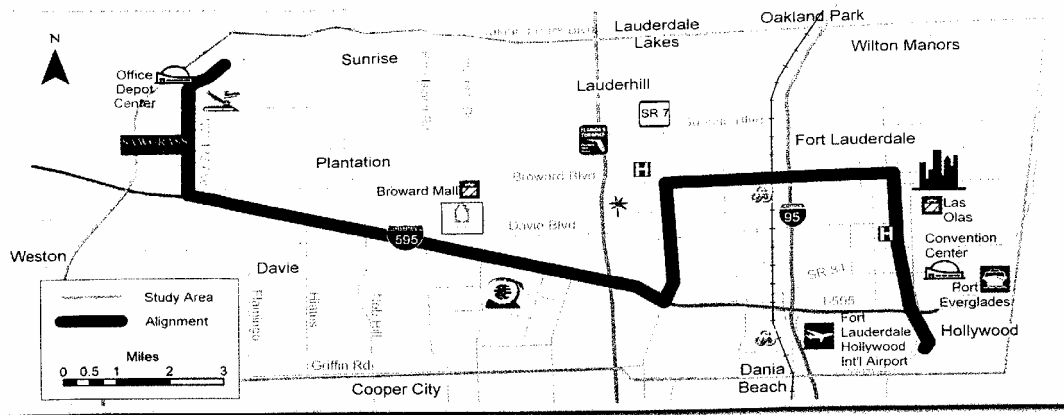 N
Office
Depot
Center
SAWGRASS
Sunrise
Lauderdale
Lakes
Oakland Park
Wilton Manors
Lauderhill
SR 7
Fort Lauderdale
Plantation
Broward Mall
Broward Blvd
Davie Blvd
595
95
Las
Olas
Convention
Center
SR 84
Port
Everglades
I-595
Weston
Davie
Flamingo
Hiatus
Griffin Rd.
Fort
Lauderdale
Hollywood
Int'l Airport
Hollywood
Dania
Beach
Cooper City
Study Area
Alignment
Miles
0 0.5 1 2 3
H
H